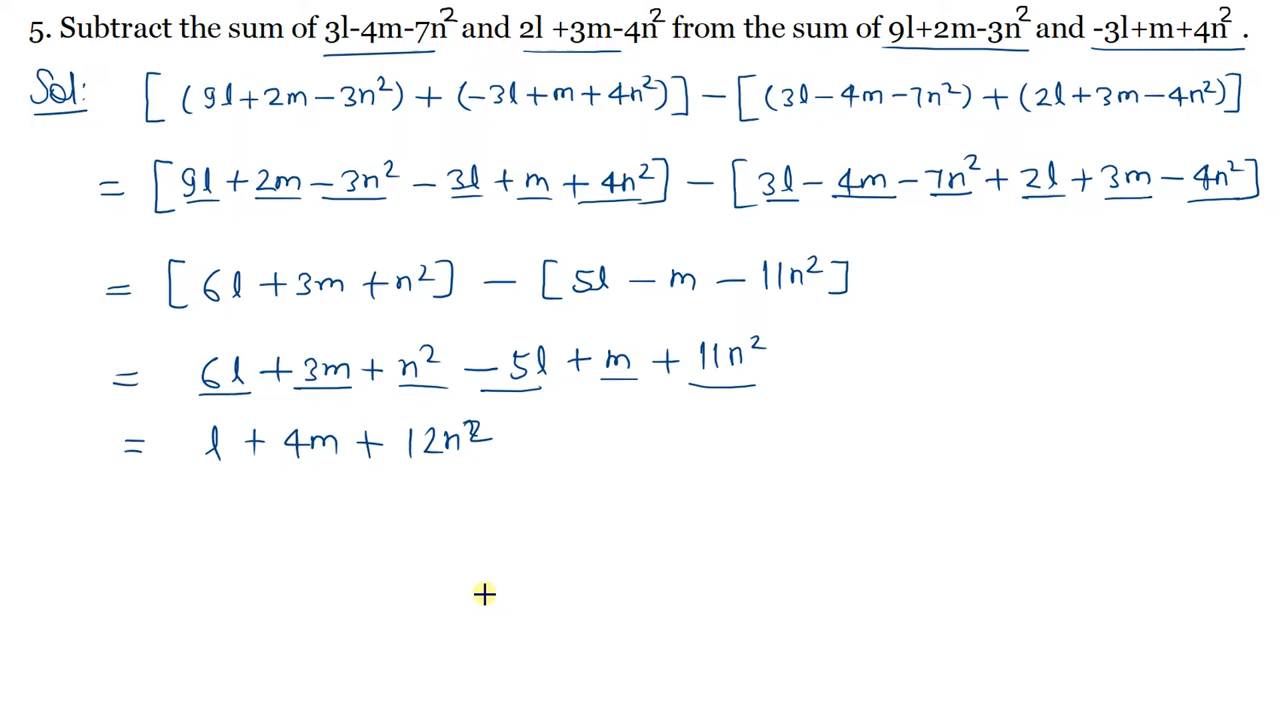 5. Subtract the sum of 3l-4m-7n² and 2l +3m-4n² from the sum of 9l+2m-3n² and -3l+m+4n² .
Sol: [(9l+2m-3n²)+(-3l+m+4n²)]-[(3l-4m-7n²)+(2l+3m-4n²)]
= [9l+2m-3n²-3l+m+4n²]-[3l-4m-7n²+2l+3m-4n²]
= [6l+3m+n²]-[5l-m-11n²]
= 6l+3m+n²-5l+m+11n²
= l+4m+12n²